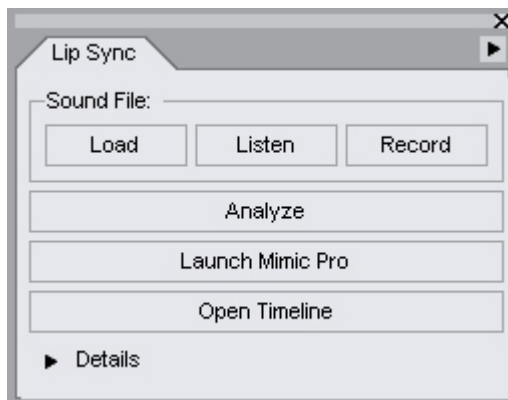 Lip Sync
Sound File:
Load Listen Record
Analyze
Launch Mimic Pro
Open Timeline
Details